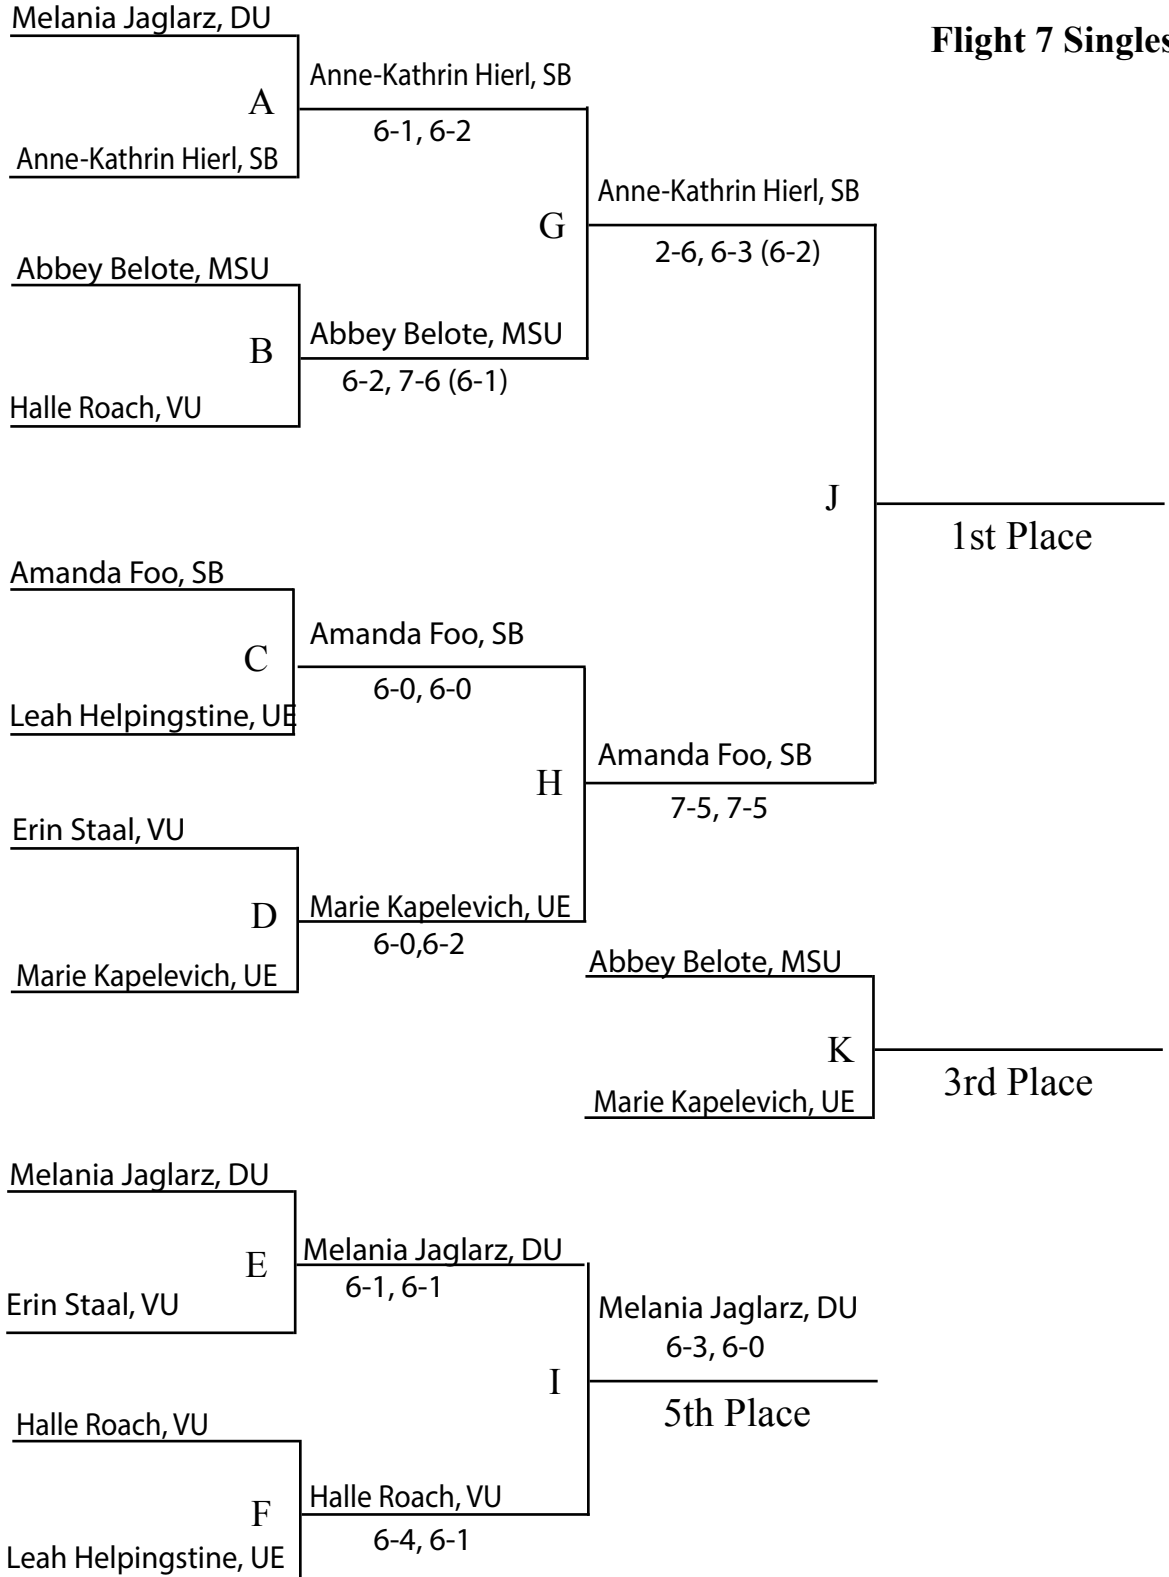 Melania Jaglarz, DU
Flight 7 Singles
Anne-Kathrin Hierl, SB
A
6-1, 6-2
Anne-Kathrin Hierl, SB
Anne-Kathrin Hierl, SB
G
2-6, 6-3 (6-2)
Abbey Belote, MSU
Abbey Belote, MSU
B
6-2, 7-6 (6-1)
Halle Roach, VU
J
1st Place
Amanda Foo, SB
Amanda Foo, SB
C
6-0, 6-0
Leah Helpingstine, UE
Amanda Foo, SB
H
7-5, 7-5
Erin Staal, VU
Marie Kapelevich, UE
D
6-0,6-2
Marie Kapelevich, UE
Abbey Belote, MSU
K
3rd Place
Marie Kapelevich, UE
Melania Jaglarz, DU
Melania Jaglarz, DU
E
6-1, 6-1
Erin Staal, VU
Melania Jaglarz, DU
6-3, 6-0
I
5th Place
Halle Roach, VU
Halle Roach, VU
F
6-4, 6-1
Leah Helpingstine, UE